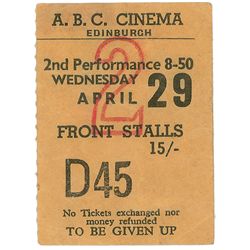 A. B. C. CINEMA
EDINBURGH
2
2nd Performance 8-50
WEDNESDAY
APRIL 29
FRONT STALLS
15/-
D45
No Tickets exchanged nor
money refunded
TO BE GIVEN UP